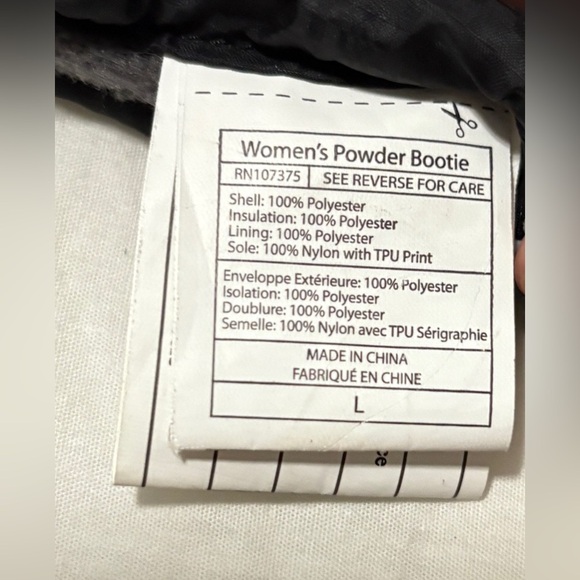 Women's Powder Bootie
RN107375 SEE REVERSE FOR CARE
Shell: 100% Polyester
Insulation: 100% Polyester
Lining: 100% Polyester
Sole: 100% Nylon with TPU Print
Enveloppe Extérieure: 100% Polyester
Isolation: 100% Polyester
Doublure: 100% Polyester
Semelle: 100% Nylon avec TPU Sérigraphie
MADE IN CHINA
FABRIQUÉ EN CHINE
L